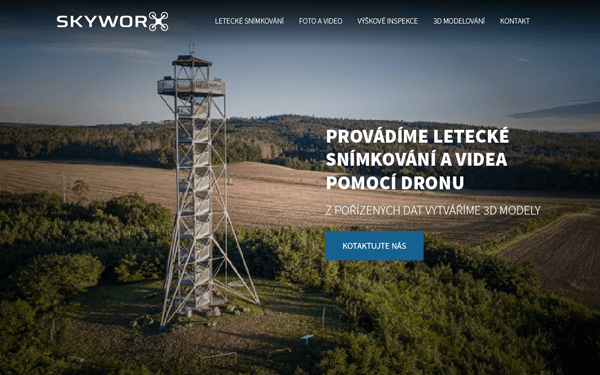 SKYWORX
LETECKÉ SNÍMKOVÁNÍ FOTO A VIDEO VÝŠKOVÉ INSPEKCE 3D MODELOVÁNÍ KONTAKT
PROVÁDÍME LETECKÉ
SNÍMKOVÁNÍ A VIDEA
POMOCÍ DRONU
Z POŘÍZENÝCH DAT VYTVÁŘÍME 3D MODELY
KOTAKTUJTE NÁS